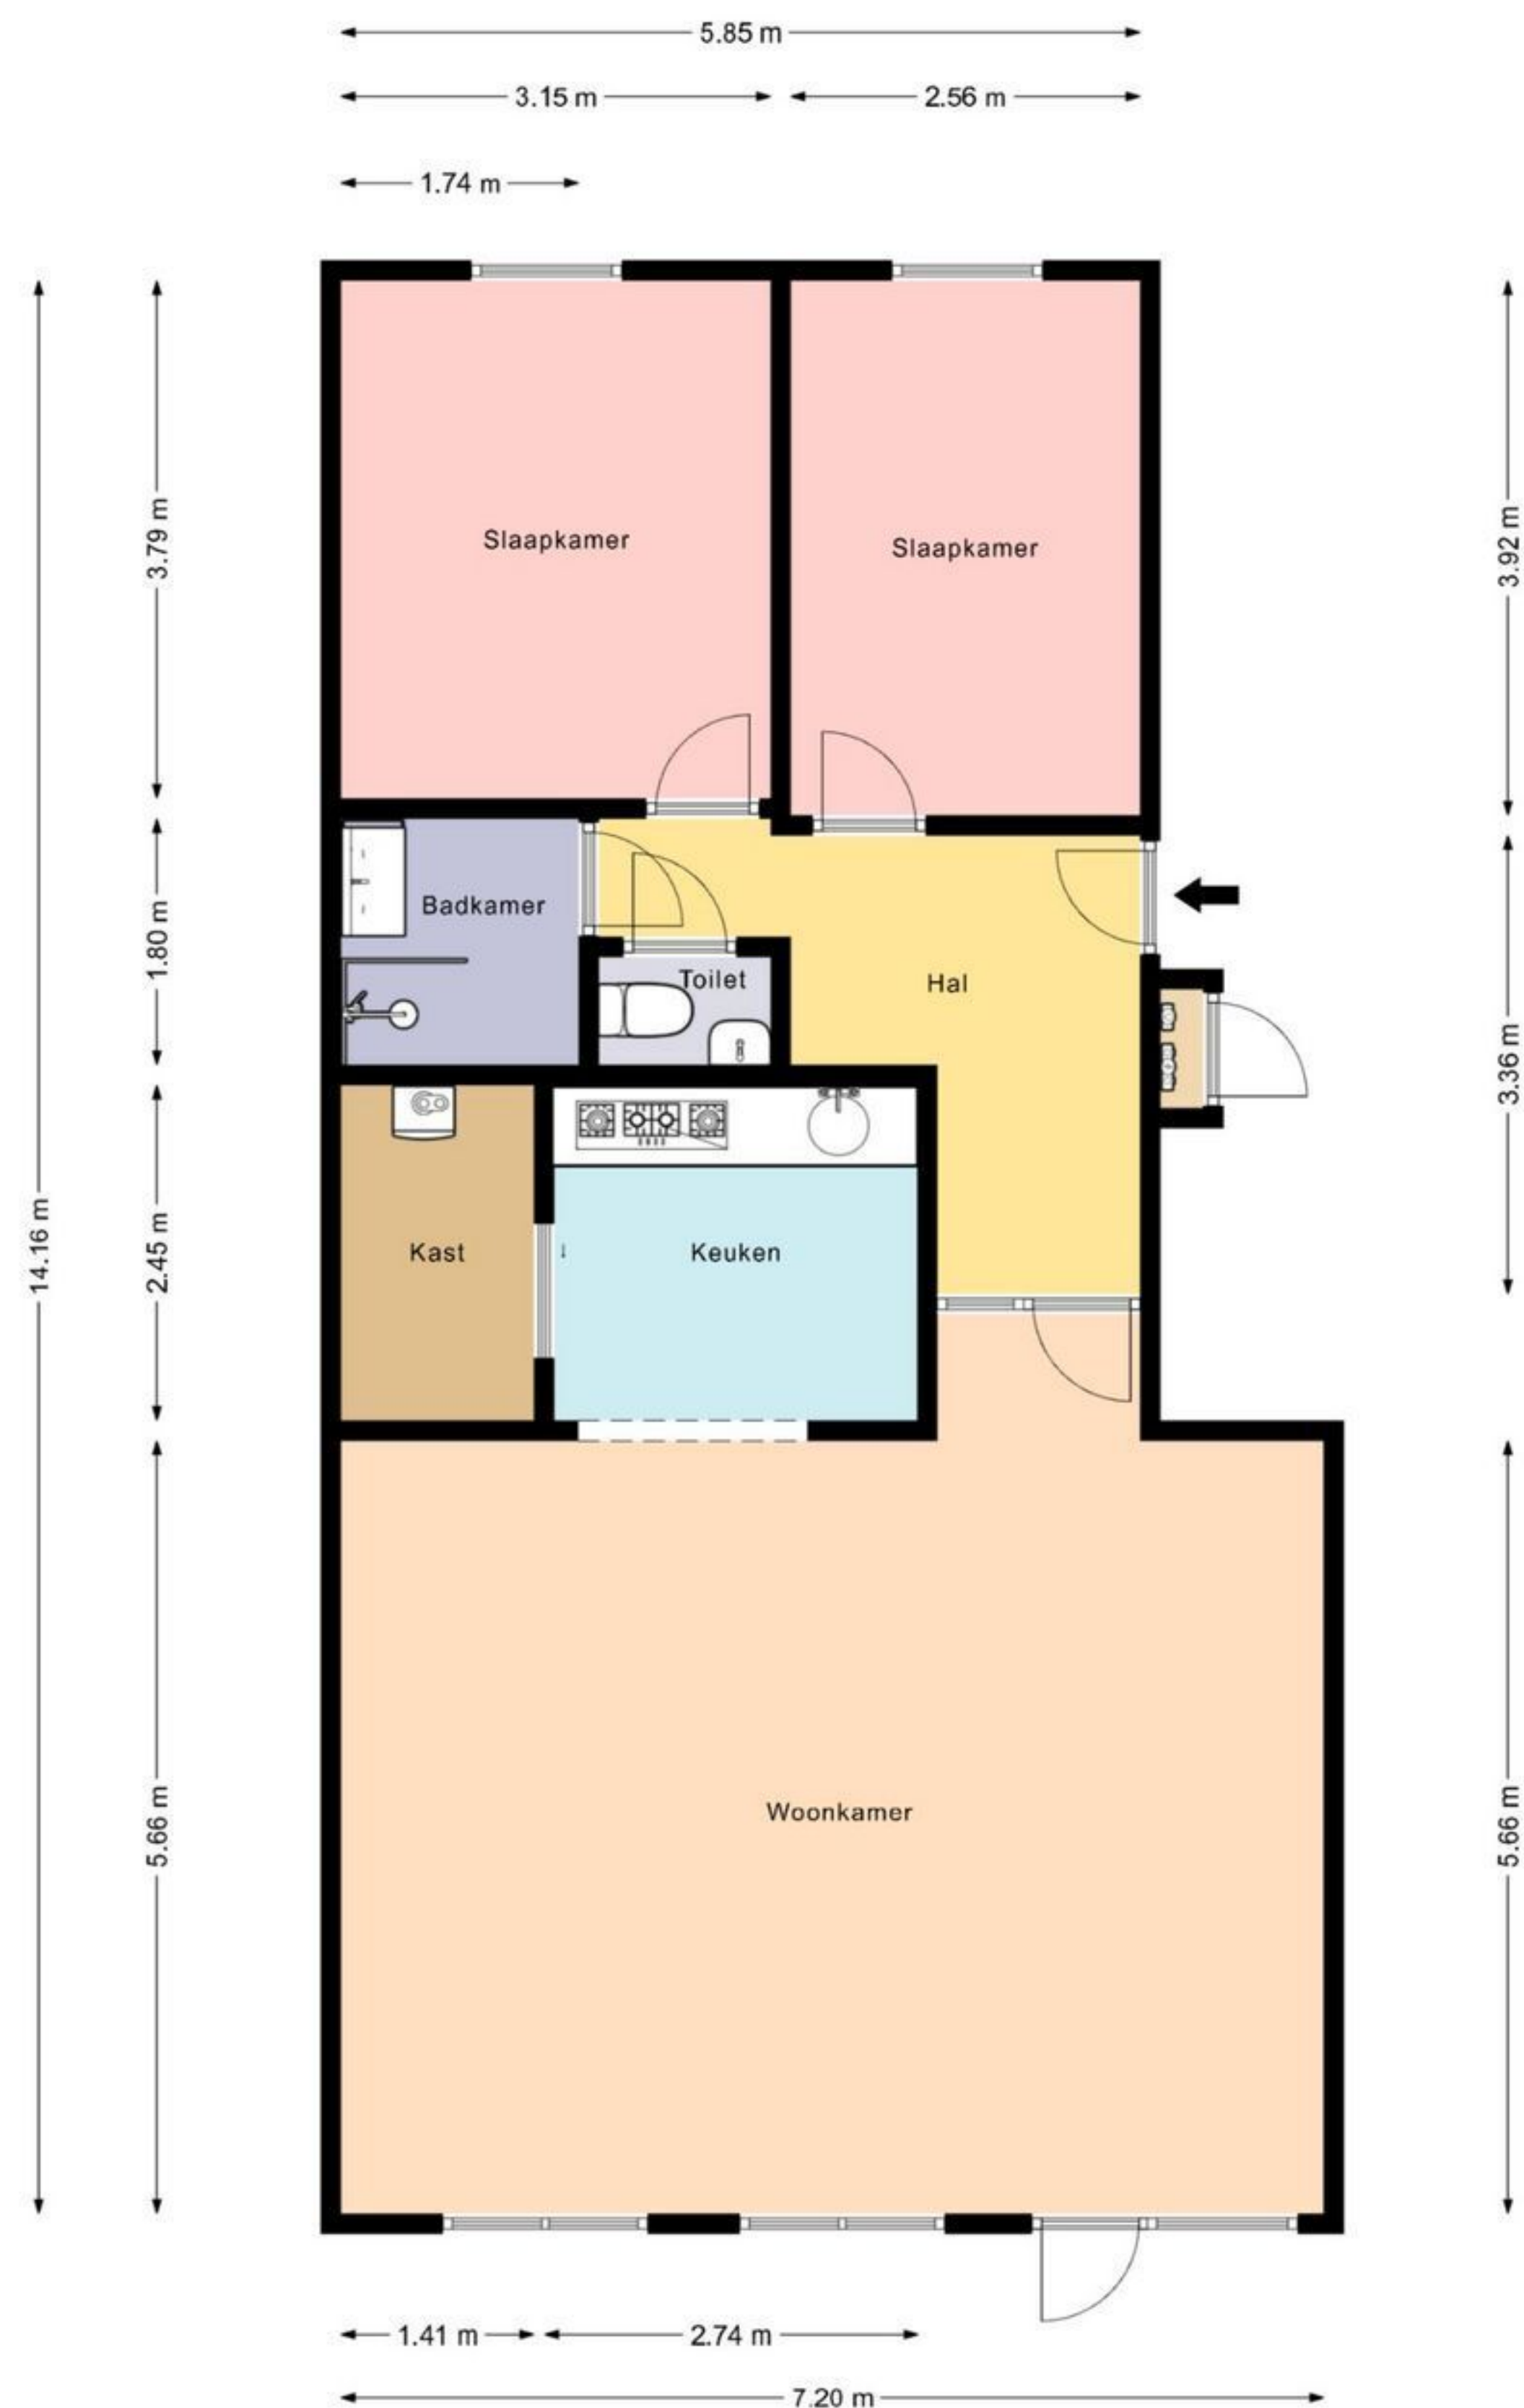 5.85 m
3.15 m
2.56 m
1.74 m
3.79 m
3.92 m
Slaapkamer
Slaapkamer
1.80 m
Badkamer
Toilet
Hal
3.36 m
14.16 m
2.45 m
Kast
Keuken
5.66 m
Woonkamer
5.66 m
1.41 m
2.74 m
7.20 m